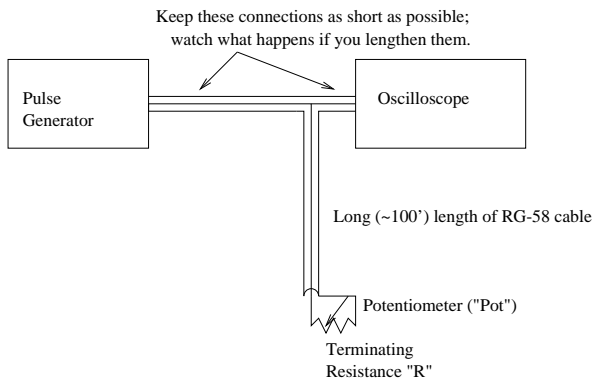 Keep these connections as short as possible;
watch what happens if you lengthen them.
Pulse
Generator
Oscilloscope
Long (~100') length of RG-58 cable
Potentiometer ("Pot")
Terminating
Resistance "R"